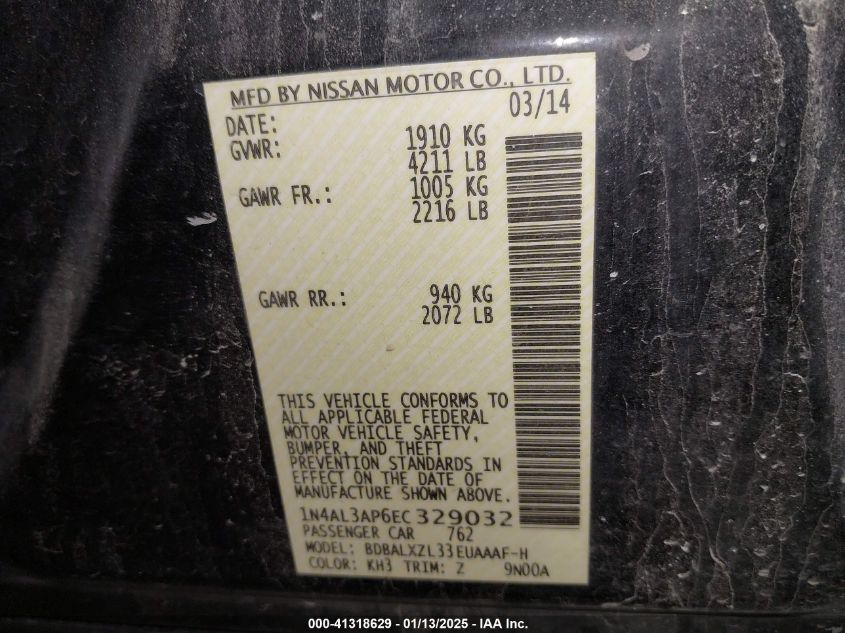 MFD BY NISSAN MOTOR CO., LTD.
DATE: 03/14
GVWR: 1910 KG
4211 LB
GAWR FR.: 1005 KG
2216 LB
GAWR RR.: 940 KG
2072 LB
THIS VEHICLE CONFORMS TO
ALL APPLICABLE FEDERAL
MOTOR VEHICLE SAFETY,
BUMPER, AND THEFT
PREVENTION STANDARDS IN
EFFECT ON THE DATE OF
MANUFACTURE SHOWN ABOVE.
1N4AL3AP6EC 329032
PASSENGER CAR 762
MODEL: BDBALXZL33EUAAAF-H
COLOR: KH3 TRIM: Z 9N00A
000-41318629 - 01/13/2025 - IAA Inc.